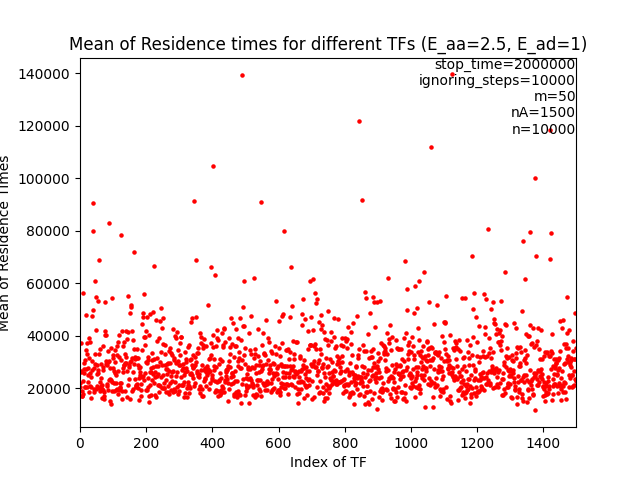 Mean of Residence times for different TFs (E_aa=2.5, E_ad=1)
stop_time=2000000
ignoring_steps=10000
m=50
nA=1500
n=10000
140000
120000
100000
80000
60000
40000
20000
Mean of Residence Times
0 200 400 600 800 1000 1200 1400
Index of TF